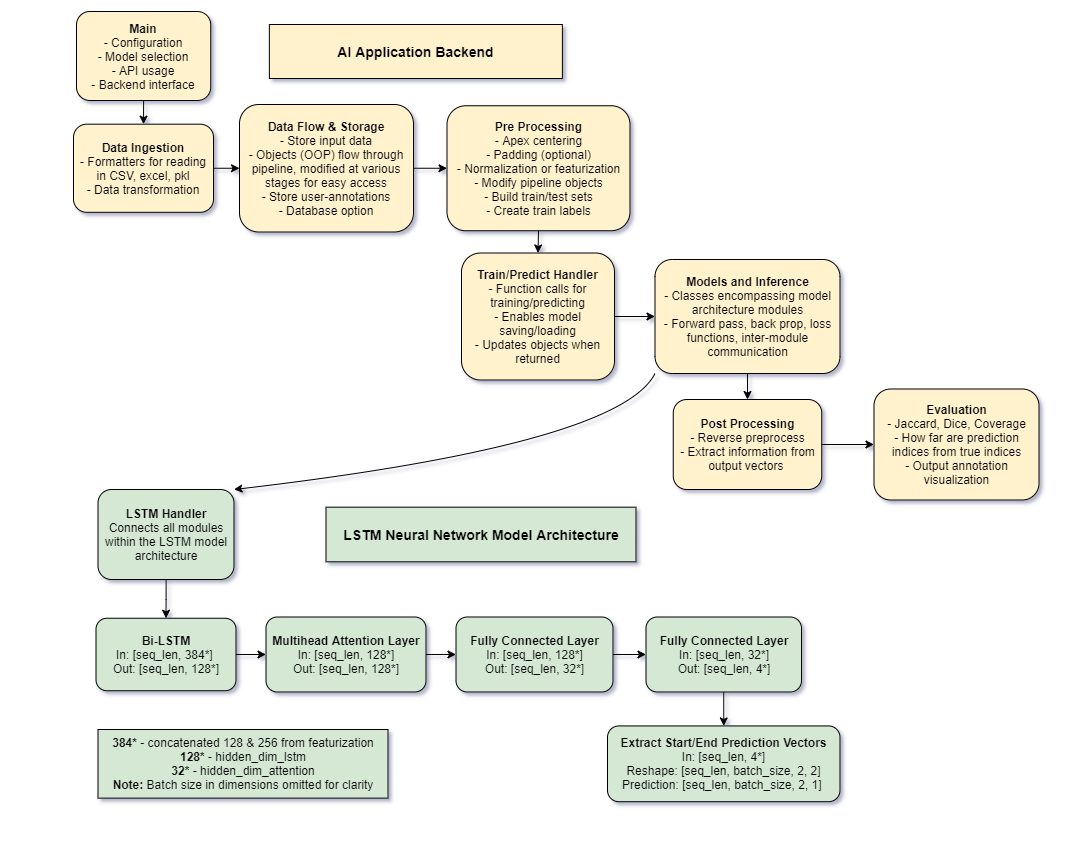 Main
- Configuration
- Model selection
- API usage
- Backend interface
AI Application Backend
Data Ingestion
- Formatters for reading
in CSV, excel, pkl
- Data transformation
Data Flow & Storage
- Store input data
- Objects (OOP) flow through
pipeline, modified at various
stages for easy access
- Store user-annotations
- Database option
Pre Processing
- Apex centering
- Padding (optional)
- Normalization or featurization
- Modify pipeline objects
- Build train/test sets
- Create train labels
Train/Predict Handler
- Function calls for
training/predicting
- Enables model
saving/loading
- Updates objects when
returned
Models and Inference
- Classes encompassing model
architecture modules
- Forward pass, back prop, loss
functions, inter-module
communication
Post Processing
- Reverse preprocess
- Extract information from
output vectors
Evaluation
- Jaccard, Dice, Coverage
- How far are prediction
indices from true indices
- Output annotation
visualization
LSTM Handler
Connects all modules
within the LSTM model
architecture
LSTM Neural Network Model Architecture
Bi-LSTM
In: [seq_len, 384*]
Out: [seq_len, 128*]
Multihead Attention Layer
In: [seq_len, 128*]
Out: [seq_len, 128*]
Fully Connected Layer
In: [seq_len, 128*]
Out: [seq_len, 32*]
Fully Connected Layer
In: [seq_len, 32*]
Out: [seq_len, 4*]
Extract Start/End Prediction Vectors
In: [seq_len, 4*]
Reshape: [seq_len, batch_size, 2, 2]
Prediction: [seq_len, batch_size, 2, 1]
384* - concatenated 128 & 256 from featurization
128* - hidden_dim_lstm
32* - hidden_dim_attention
Note: Batch size in dimensions omitted for clarity